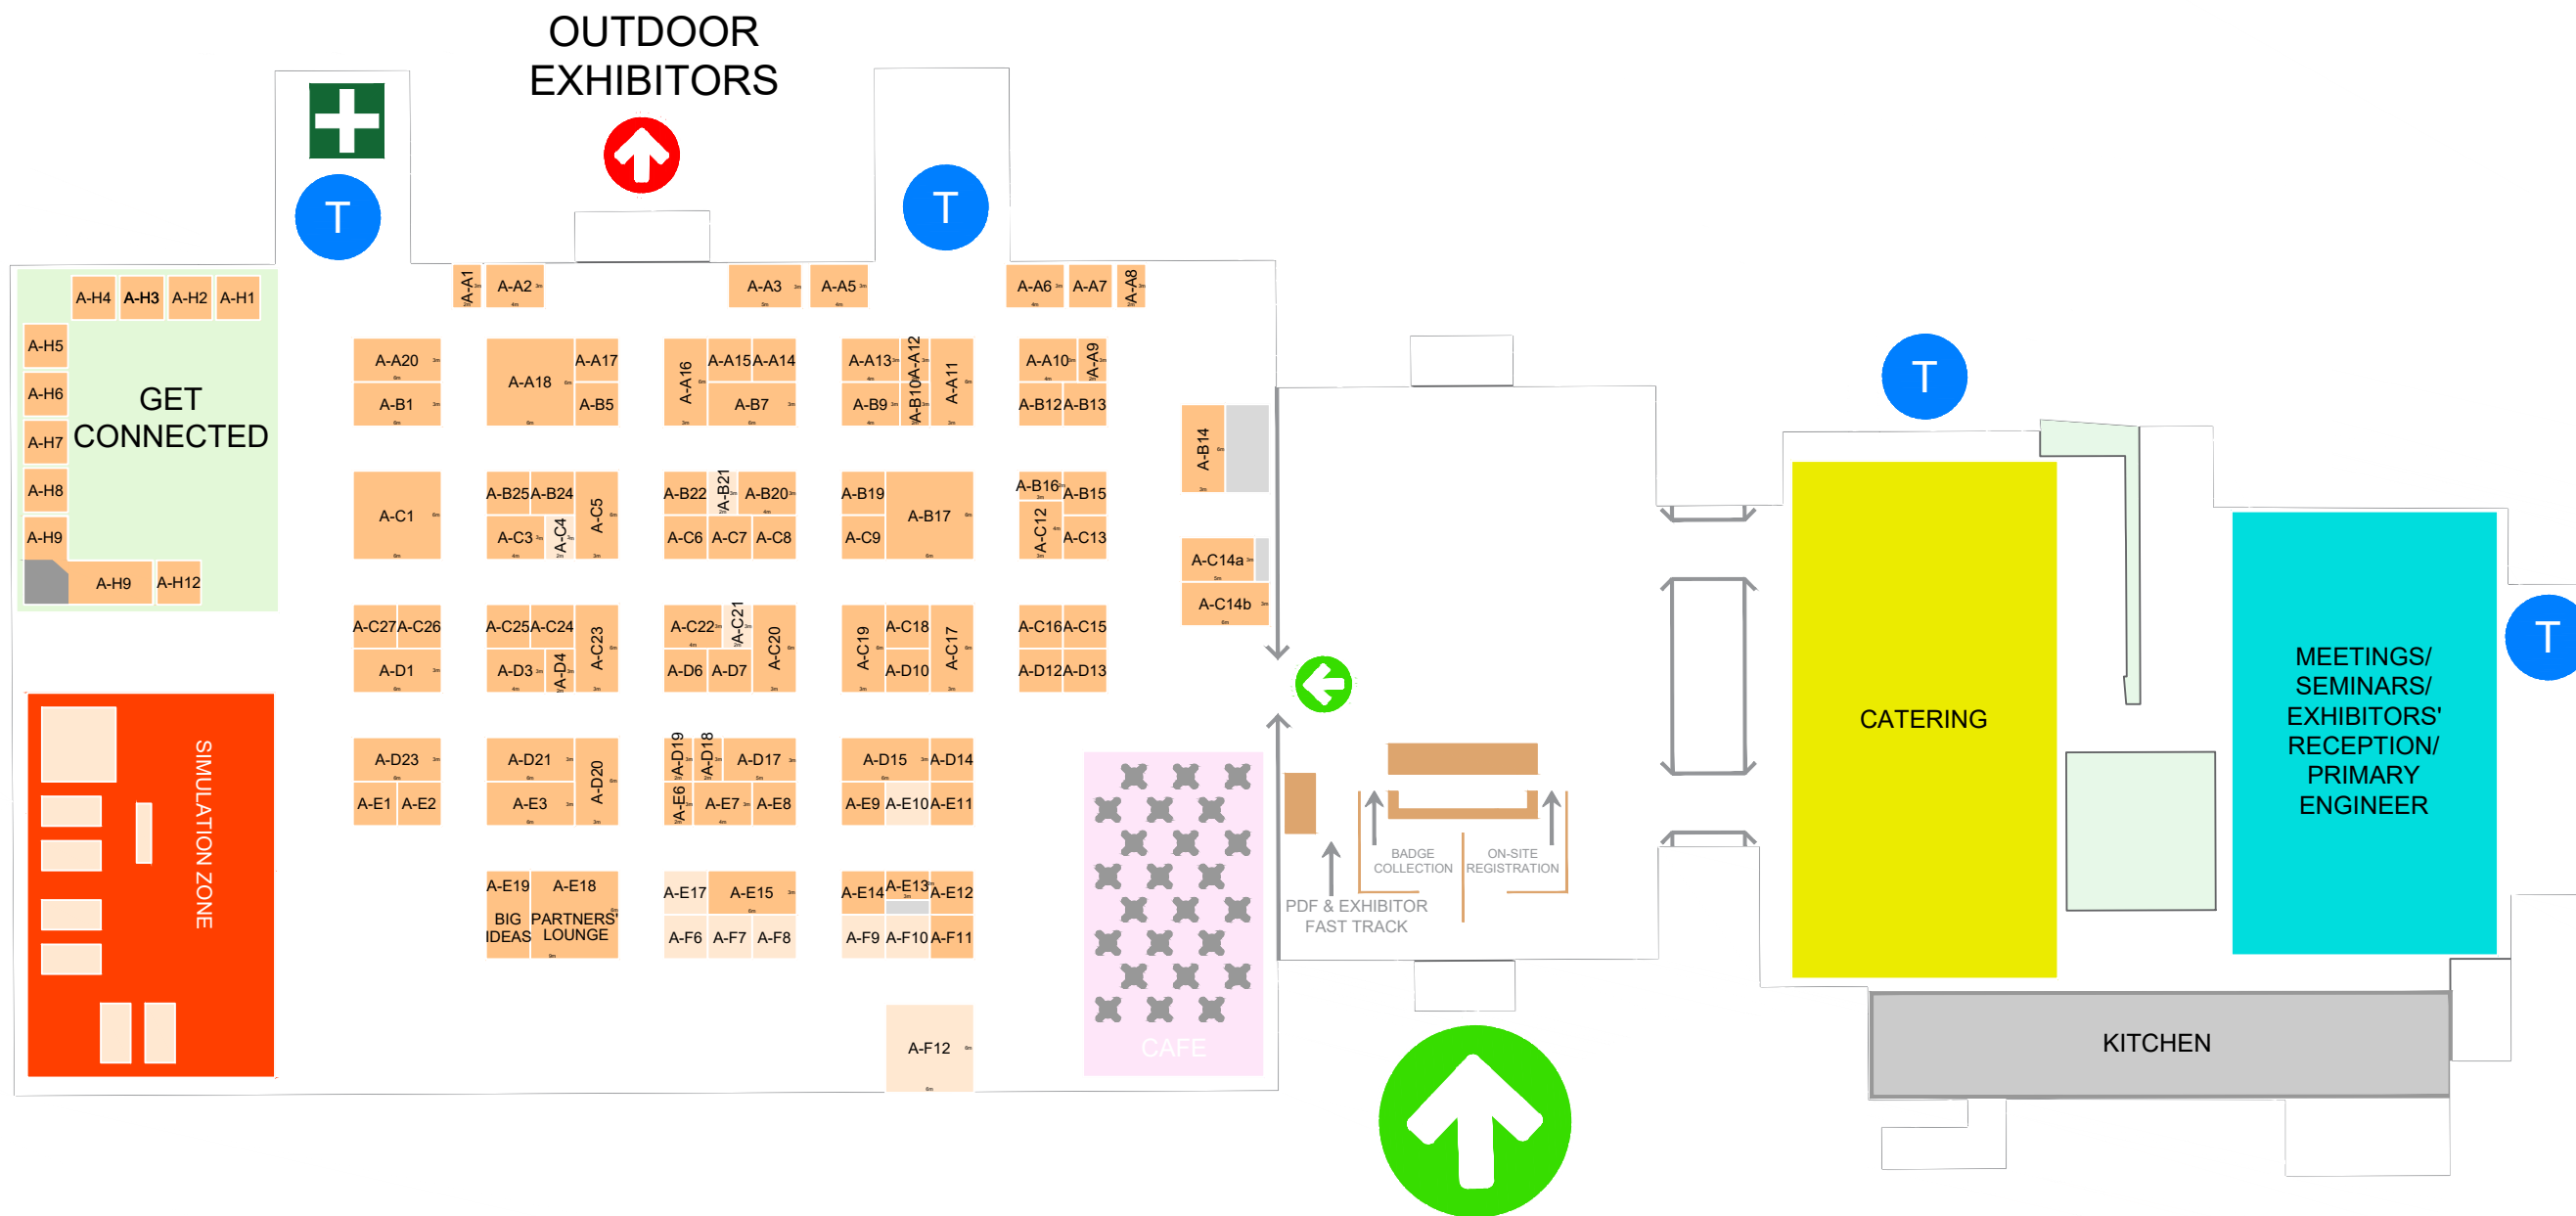 OUTDOOR
EXHIBITORS
T
T
A-A1
A-A2
A-A3
A-A5
A-A6
A-A7
A-A8
A-H4
A-H3
A-H2
A-H1
A-H5
A-H6
A-H7
A-H8
A-H9
A-H9
A-H12
GET
CONNECTED
A-A20
A-B1
A-A18
A-A17
A-B5
A-A16
A-A15
A-A14
A-B7
A-A13
A-A12
A-A11
A-B9
A-B10
A-A10
A-A9
A-B12
A-B13
A-B14
A-C1
A-B25
A-B24
A-C5
A-C3
A-C4
A-B22
A-B21
A-B20
A-C6
A-C7
A-C8
A-B19
A-B17
A-C9
A-B16
A-B15
A-C12
A-C13
A-C14a
A-C14b
A-C27
A-C26
A-D1
A-C25
A-C24
A-C23
A-D3
A-D4
A-C22
A-C21
A-C20
A-D6
A-D7
A-C19
A-C18
A-C17
A-D10
A-C16
A-C15
A-D12
A-D13
SIMULATION ZONE
A-D23
A-E1
A-E2
A-D21
A-D20
A-E3
A-D19
A-D18
A-D17
A-E6
A-E7
A-E8
A-D15
A-D14
A-E9
A-E10
A-E11
A-E19
BIG
IDEAS
A-E18
PARTNERS'
LOUNGE
A-E17
A-E15
A-F6
A-F7
A-F8
A-E14
A-E13
A-E12
A-F9
A-F10
A-F11
A-F12
CAFE
BADGE
COLLECTION
ON-SITE
REGISTRATION
PDF & EXHIBITOR
FAST TRACK
T
CATERING
MEETINGS/
SEMINARS/
EXHIBITORS'
RECEPTION/
PRIMARY
ENGINEER
T
KITCHEN